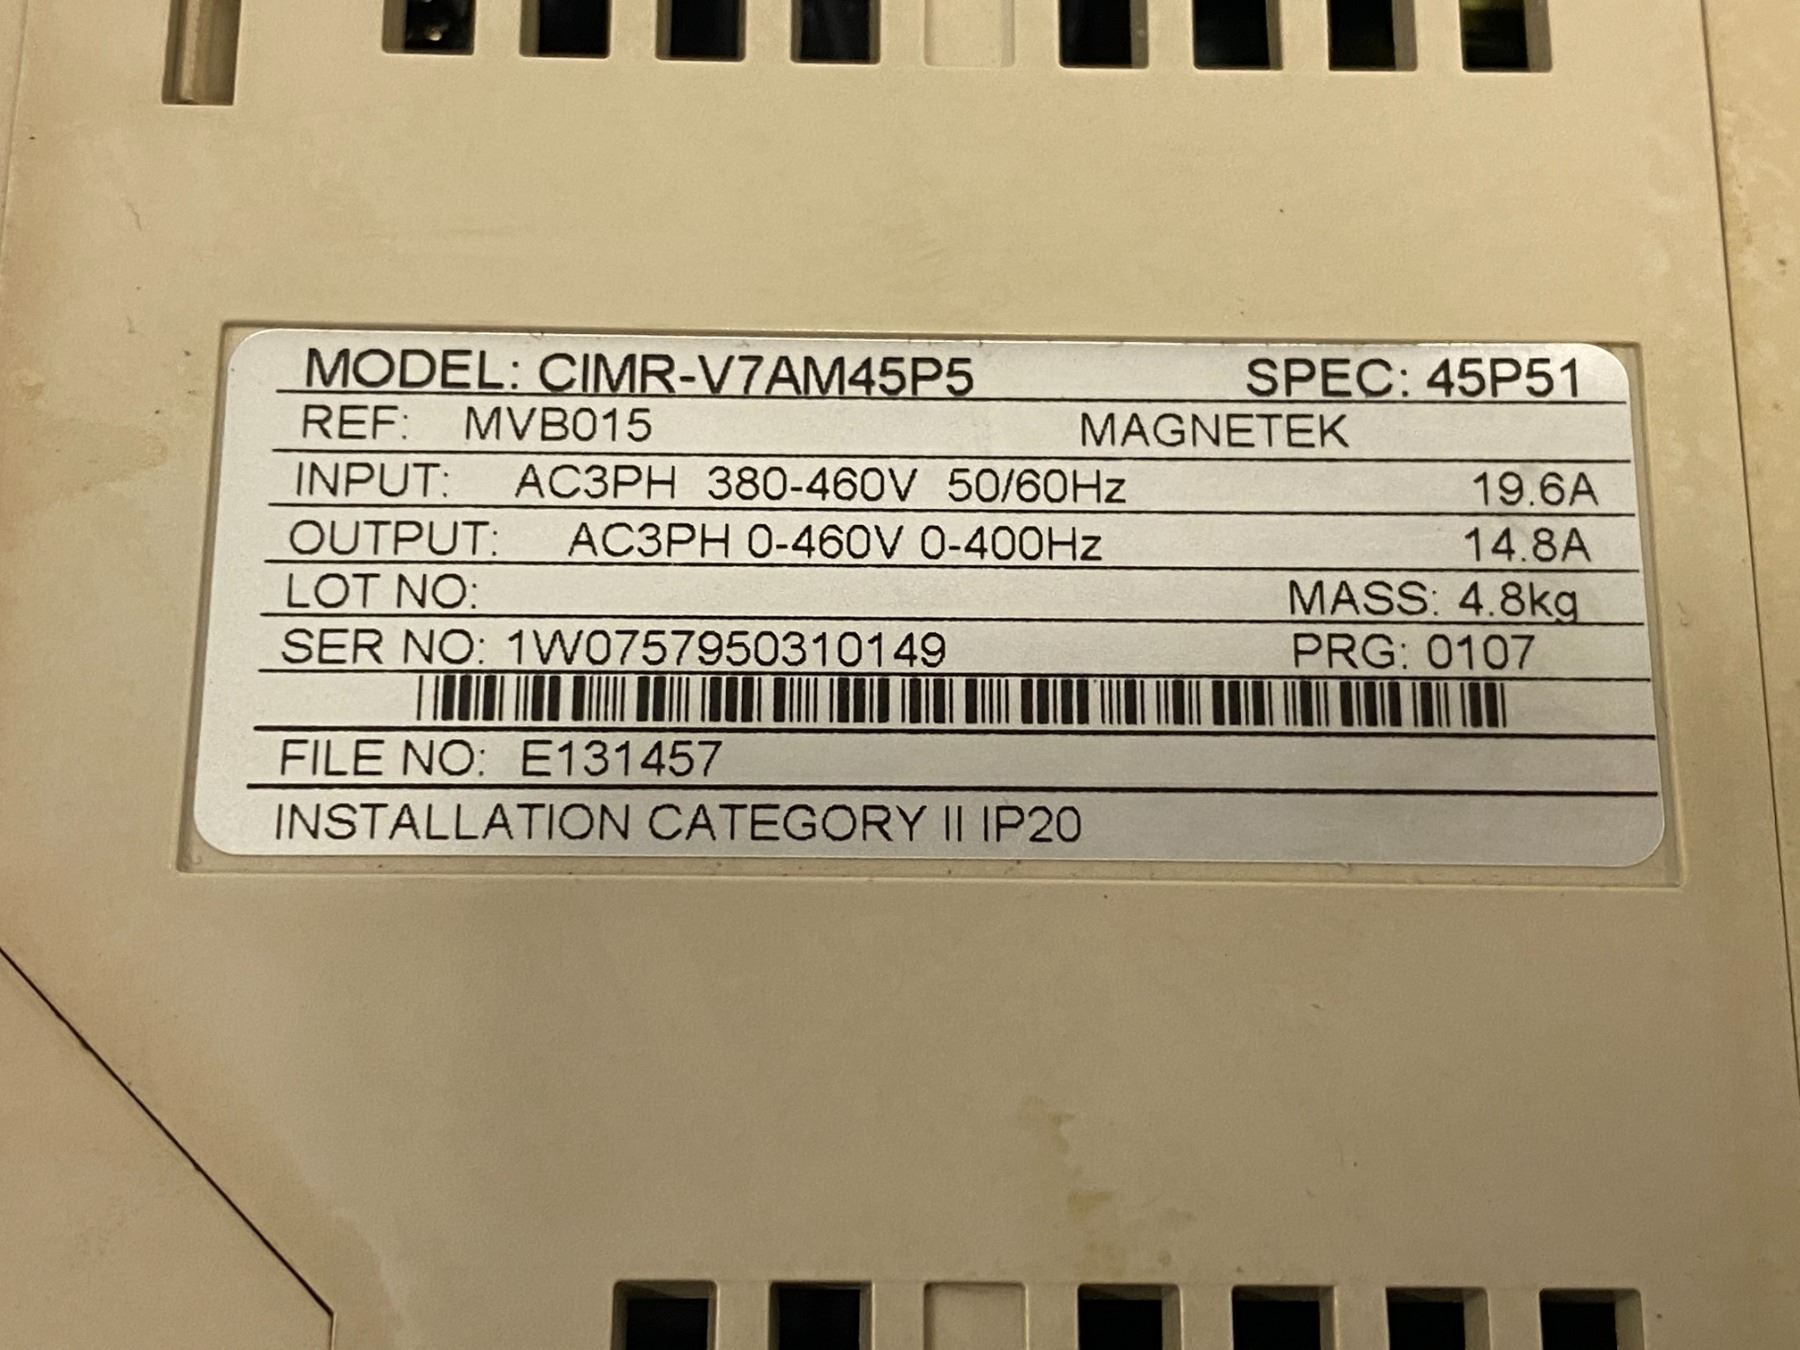 MODEL: CIMR-V7AM45P5 SPEC: 45P51
REF: MVB015 MAGNETEK
INPUT: AC3PH 380-460V 50/60Hz 19.6A
OUTPUT: AC3PH 0-460V 0-400Hz 14.8A
LOT NO: MASS: 4.8kg
SER NO: 1W0757950310149 PRG: 0107
FILE NO: E131457
INSTALLATION CATEGORY II IP20